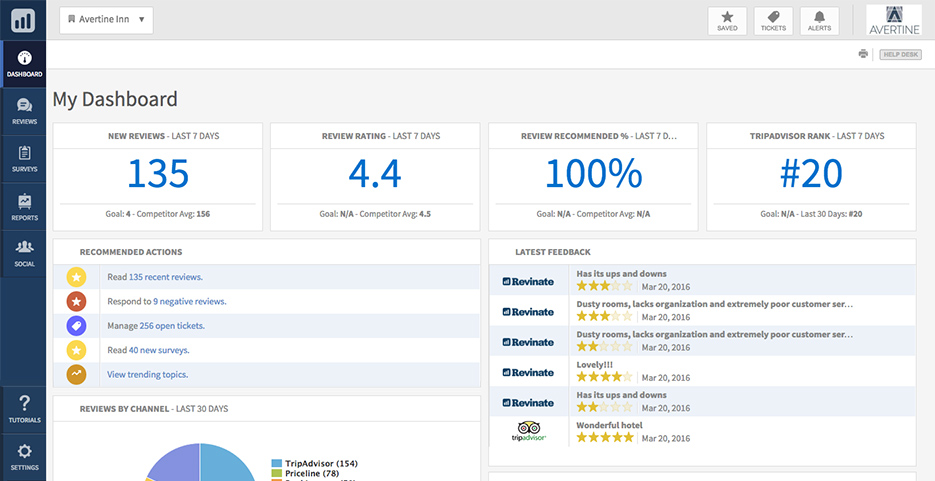 Avertine Inn ▼
SAVED
TICKETS
ALERTS
AVERTINE
HELP DESK
DASHBOARD
REVIEWS
SURVEYS
REPORTS
SOCIAL
TUTORIALS
SETTINGS
My Dashboard
NEW REVIEWS - LAST 7 DAYS
135
Goal: 4 - Competitor Avg: 156
REVIEW RATING - LAST 7 DAYS
4.4
Goal: N/A - Competitor Avg: 4.5
REVIEW RECOMMENDED % - LAST 7 D...
100%
Goal: N/A - Competitor Avg: N/A
TRIPADVISOR RANK - LAST 7 DAYS
#20
Goal: N/A - Last 30 Days: #20
RECOMMENDED ACTIONS
Read 135 recent reviews.
Respond to 9 negative reviews.
Manage 256 open tickets.
Read 40 new surveys.
View trending topics.
REVIEWS BY CHANNEL - LAST 30 DAYS
TripAdvisor (154)
Priceline (78)
LATEST FEEDBACK
Revinate
Has its ups and downs
Mar 20, 2016
Revinate
Dusty rooms, lacks organization and extremely poor customer ser...
Mar 20, 2016
Revinate
Dusty rooms, lacks organization and extremely poor customer ser...
Mar 20, 2016
Revinate
Lovely!!!
Mar 20, 2016
Revinate
Has its ups and downs
Mar 20, 2016
tripadvisor
Wonderful hotel
Mar 20, 2016